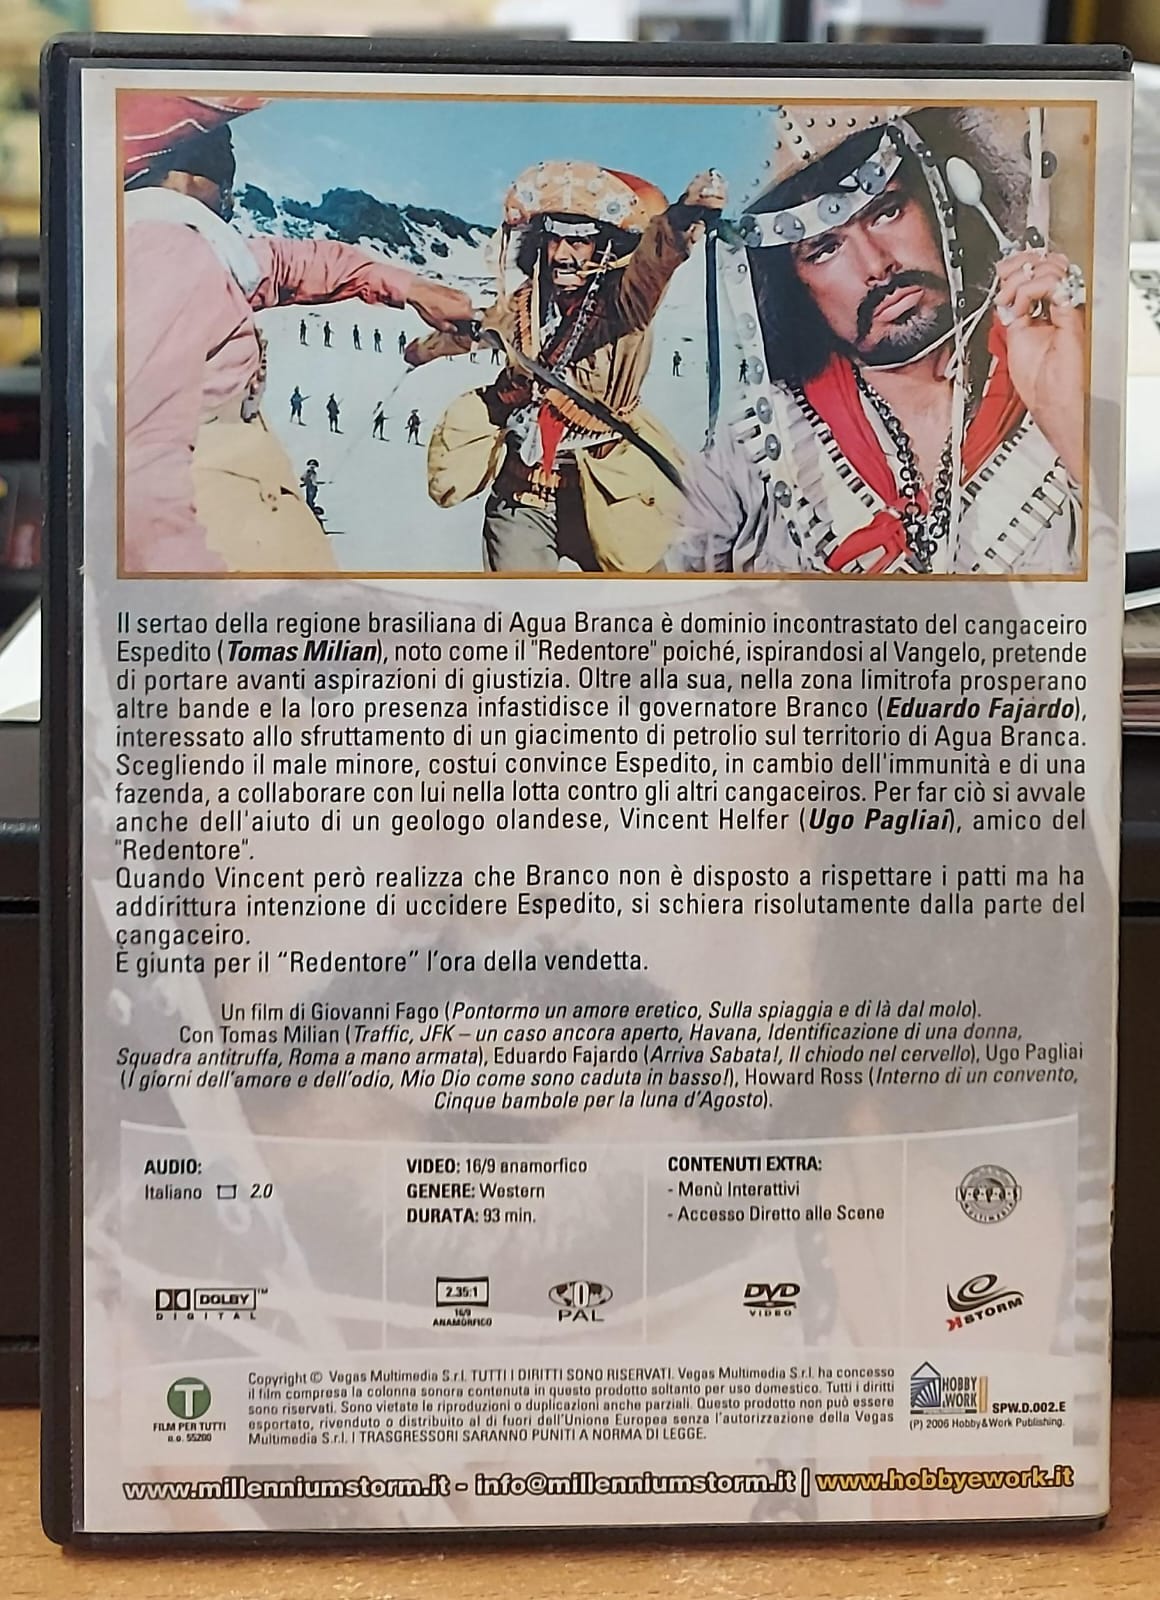 Il sertao della regione brasiliana di Agua Branca è dominio incontrastato del cangaceiro
Espedito (Tomas Milian), noto come il "Redentore" poiché, ispirandosi al Vangelo, pretende
di portare avanti aspirazioni di giustizia. Oltre alla sua, nella zona limitrofa prosperano
altre bande e la loro presenza infastidisce il governatore Branco (Eduardo Fajardo),
interessato allo sfruttamento di un giacimento di petrolio sul territorio di Agua Branca.
Scegliendo il male minore, costui convince Espedito, in cambio dell'immunità e di una
fazenda, a collaborare con lui nella lotta contro gli altri cangaceiros. Per far ciò si avvale
anche dell'aiuto di un geologo olandese, Vincent Helfer (Ugo Pagliai), amico del
"Redentore".
Quando Vincent però realizza che Branco non è disposto a rispettare i patti ma ha
addirittura intenzione di uccidere Espedito, si schiera risolutamente dalla parte del
cangaceiro.
È giunta per il “Redentore” l'ora della vendetta.
Un film di Giovanni Fago (Pontormo un amore eretico, Sulla spiaggia e di là dal molo).
Con Tomas Milian (Traffic, JFK – un caso ancora aperto, Havana, Identificazione di una donna,
Squadra antitruffa, Roma a mano armata), Eduardo Fajardo (Arriva Sabata!, Il chiodo nel cervello), Ugo Pagliai
(I giorni dell'amore e dell'odio, Mio Dio come sono caduta in basso!), Howard Ross (Interno di un convento,
Cinque bambole per la luna d'Agosto).
AUDIO:
Italiano 2.0
VIDEO: 16/9 anamorfico
GENERE: Western
DURATA: 93 min.
CONTENUTI EXTRA:
- Menù Interattivi
- Accesso Diretto alle Scene
VEGAS
MULTIMEDIA
DOLBY™
DIGITAL
2.35:1
16/9
ANAMORFICO
PAL
DVD
VIDEO
STORM
T
FILM PER TUTTI
n.o. 55200
Copyright © Vegas Multimedia S.r.l. TUTTI I DIRITTI SONO RISERVATI. Vegas Multimedia S.r.l. ha concesso
il film compresa la colonna sonora contenuta in questo prodotto soltanto per uso domestico. Tutti i diritti
sono riservati. Sono vietate le riproduzioni o duplicazioni anche parziali. Questo prodotto non può essere
esportato, rivenduto o distribuito al di fuori dell'Unione Europea senza l'autorizzazione della Vegas
Multimedia S.r.l. I TRASGRESSORI SARANNO PUNITI A NORMA DI LEGGE.
HOBBY
&WORK
SPW.D.002.E
(P) 2006 Hobby&Work Publishing.
www.millenniumstorm.it - info@millenniumstorm.it | www.hobbyework.it